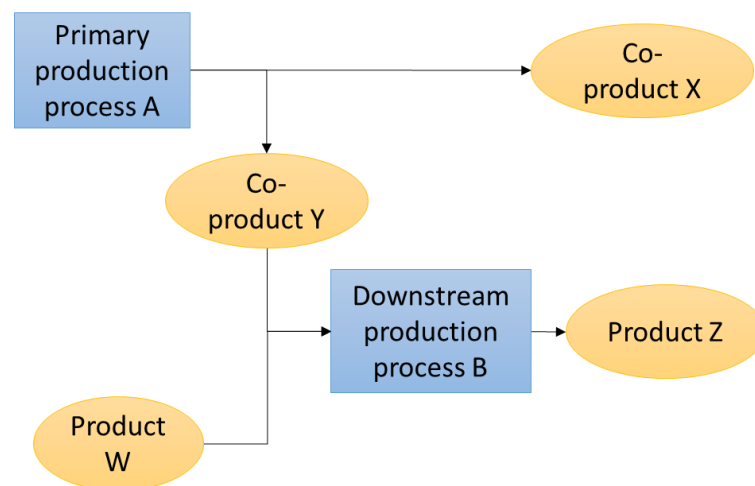 Primary
production
process A
Co-
product X
Co-
product Y
Downstream
production
process B
Product Z
Product
W